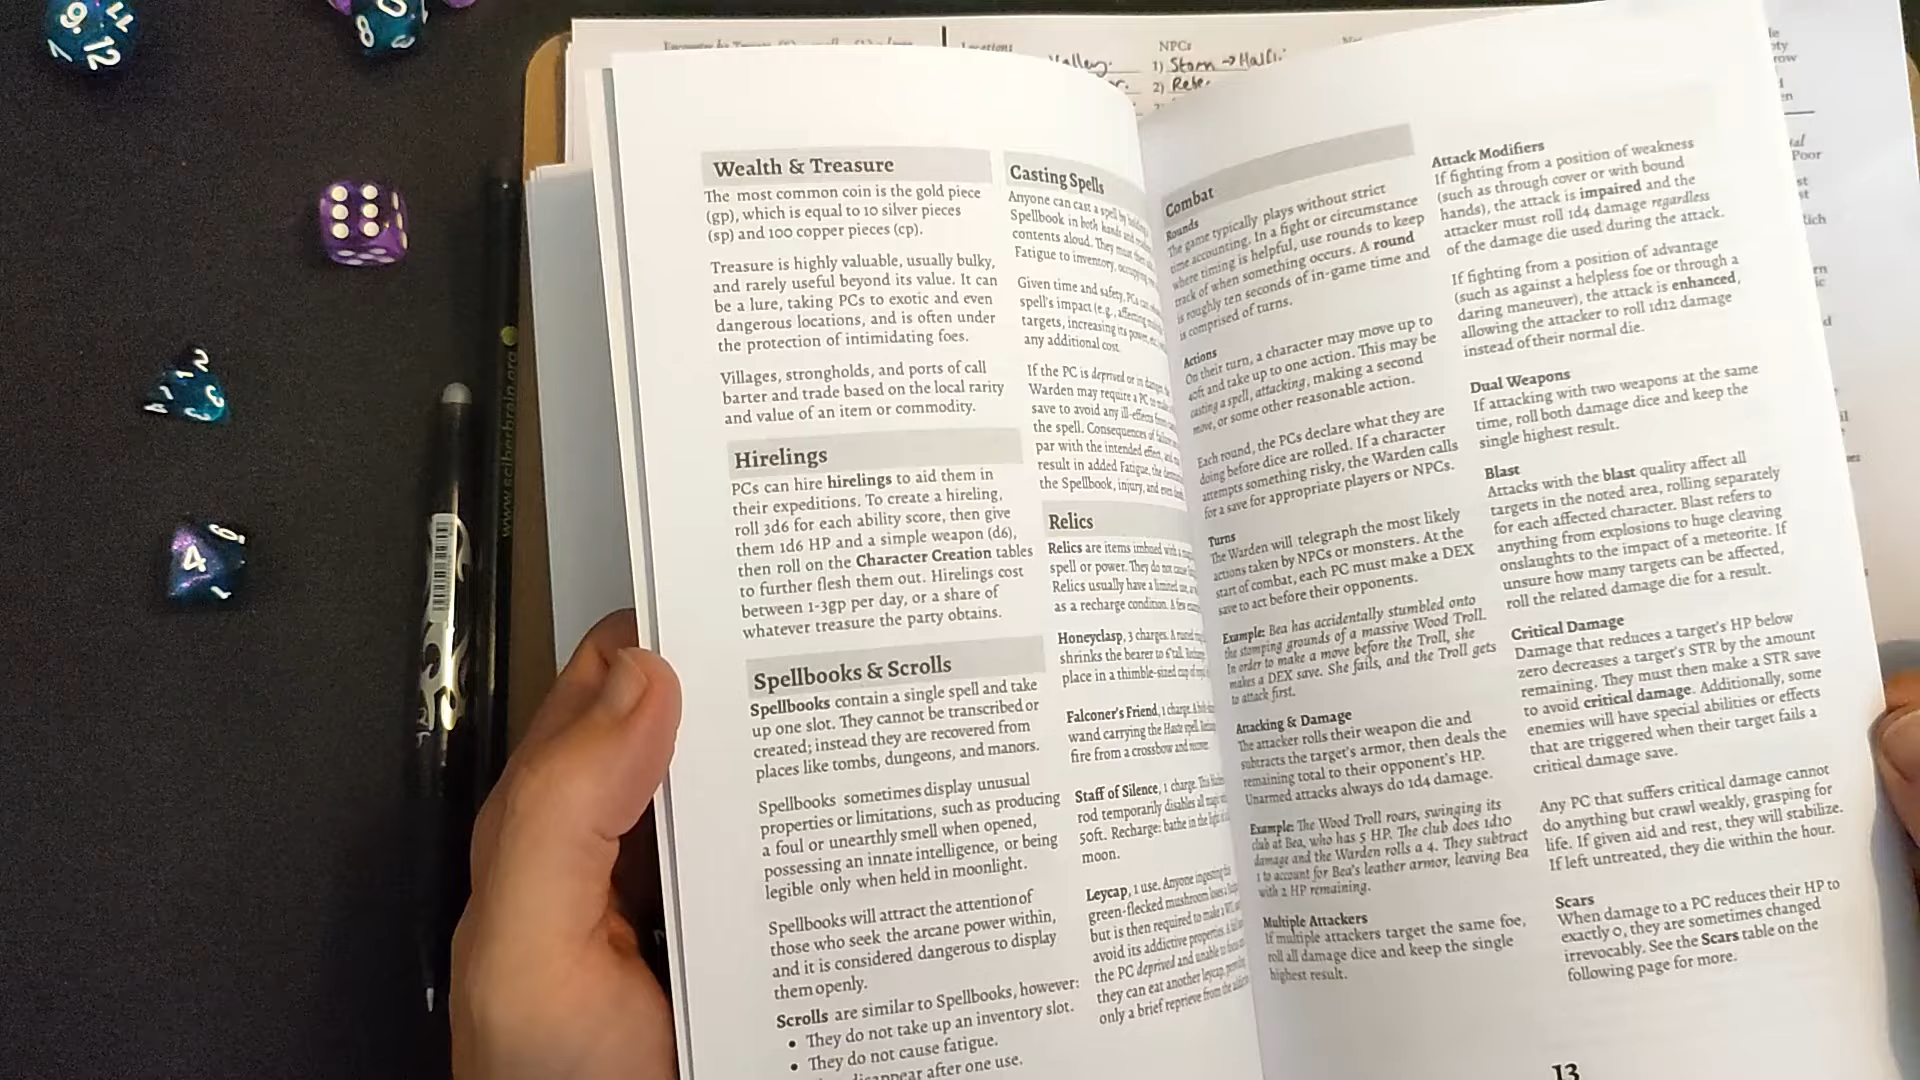 Locations
NPCs
Valley.
1) Storn → Halfli
2) Rete
Wealth & Treasure
The most common coin is the gold piece
(gp), which is equal to 10 silver pieces
(sp) and 100 copper pieces (cp).
Treasure is highly valuable, usually bulky,
and rarely useful beyond its value. It can
be a lure, taking PCs to exotic and even
dangerous locations, and is often under
the protection of intimidating foes.
Villages, strongholds, and ports of call
barter and trade based on the local rarity
and value of an item or commodity.
Hirelings
PCs can hire hirelings to aid them in
their expeditions. To create a hireling,
roll 3d6 for each ability score, then give
them 1d6 HP and a simple weapon (d6),
then roll on the Character Creation tables
to further flesh them out. Hirelings cost
between 1-3gp per day, or a share of
whatever treasure the party obtains.
Spellbooks & Scrolls
Spellbooks contain a single spell and take
up one slot. They cannot be transcribed or
created; instead they are recovered from
places like tombs, dungeons, and manors.
Spellbooks sometimes display unusual
properties or limitations, such as producing
a foul or unearthly smell when opened,
possessing an innate intelligence, or being
legible only when held in moonlight.
Spellbooks will attract the attention of
those who seek the arcane power within,
and it is considered dangerous to display
them openly.
Scrolls are similar to Spellbooks, however:
• They do not take up an inventory slot.
• They do not cause fatigue.
disappear after one use.
Casting Spells
Anyone can cast a spell by
Spellbook in both hands and
contents aloud. They must then
Fatigue to inventory, occupying
Given time and safety, PCs can
spell's impact (e.g., affecting
targets, increasing its power,
any additional cost.
If the PC is deprived or in danger, the
Warden may require a PC to make
save to avoid any ill-effects from
the spell. Consequences of failure
par with the intended effect, and
result in added Fatigue, the
the Spellbook, injury, and even
Relics
Relics are items imbued with a
spell or power. They do not cause
Relics usually have a limited use,
as a recharge condition. A few
Honeyclasp, 3 charges. A
shrinks the bearer to 6" tall.
place in a thimble-sized cup of
Falconer's Friend, 1 charge. A
wand carrying the Haste spell.
fire from a crossbow and
Staff of Silence, 1 charge. This
rod temporarily disables all magic
50ft. Recharge: bathe in the light
moon.
Leycap, 1 use. Anyone ingesting
green-flecked mushroom loses
but is then required to make a
avoid its addictive properties. A
the PC deprived and unable to
they can eat another leycap,
only a brief reprieve from the
Combat
Rounds
The game typically plays without strict
time accounting. In a fight or circumstance
where timing is helpful, use rounds to keep
track of when something occurs. A round
is roughly ten seconds of in-game time and
is comprised of turns.
Actions
On their turn, a character may move up to
40ft and take up to one action. This may be
casting a spell, attacking, making a second
move, or some other reasonable action.
Each round, the PCs declare what they are
doing before dice are rolled. If a character
attempts something risky, the Warden calls
for a save for appropriate players or NPCs.
Turns
The Warden will telegraph the most likely
actions taken by NPCs or monsters. At the
start of combat, each PC must make a DEX
save to act before their opponents.
Example: Bea has accidentally stumbled onto
the stomping grounds of a massive Wood Troll.
In order to make a move before the Troll, she
makes a DEX save. She fails, and the Troll gets
to attack first.
Attacking & Damage
The attacker rolls their weapon die and
subtracts the target's armor, then deals the
remaining total to their opponent's HP.
Unarmed attacks always do 1d4 damage.
Example: The Wood Troll roars, swinging its
club at Bea, who has 5 HP. The club does 1d10
damage and the Warden rolls a 4. They subtract
1 to account for Bea's leather armor, leaving Bea
with 2 HP remaining.
Multiple Attackers
If multiple attackers target the same foe,
roll all damage dice and keep the single
highest result.
Attack Modifiers
If fighting from a position of weakness
(such as through cover or with bound
hands), the attack is impaired and the
attacker must roll 1d4 damage regardless
of the damage die used during the attack.
If fighting from a position of advantage
(such as against a helpless foe or through a
daring maneuver), the attack is enhanced,
allowing the attacker to roll 1d12 damage
instead of their normal die.
Dual Weapons
If attacking with two weapons at the same
time, roll both damage dice and keep the
single highest result.
Blast
Attacks with the blast quality affect all
targets in the noted area, rolling separately
for each affected character. Blast refers to
anything from explosions to huge cleaving
onslaughts to the impact of a meteorite. If
unsure how many targets can be affected,
roll the related damage die for a result.
Critical Damage
Damage that reduces a target's HP below
zero decreases a target's STR by the amount
remaining. They must then make a STR save
to avoid critical damage. Additionally, some
enemies will have special abilities or effects
that are triggered when their target fails a
critical damage save.
Any PC that suffers critical damage cannot
do anything but crawl weakly, grasping for
life. If given aid and rest, they will stabilize.
If left untreated, they die within the hour.
Scars
When damage to a PC reduces their HP to
exactly 0, they are sometimes changed
irrevocably. See the Scars table on the
following page for more.
13